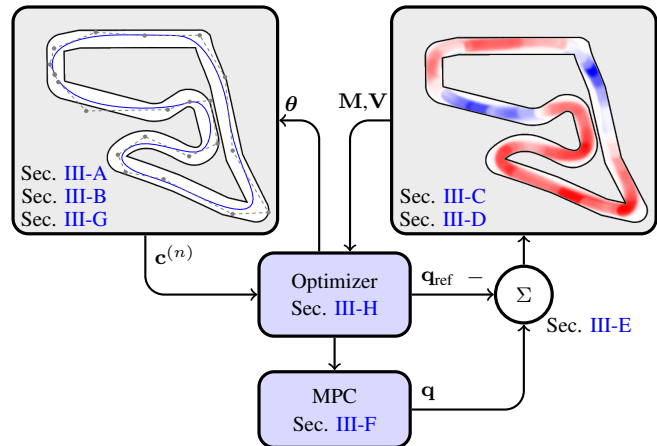 Sec. III-A
Sec. III-B
Sec. III-G
θ
M,V
Sec. III-C
Sec. III-D
c⁽ⁿ⁾
Optimizer
Sec. III-H
q_ref −
Σ
Sec. III-E
MPC
Sec. III-F
q